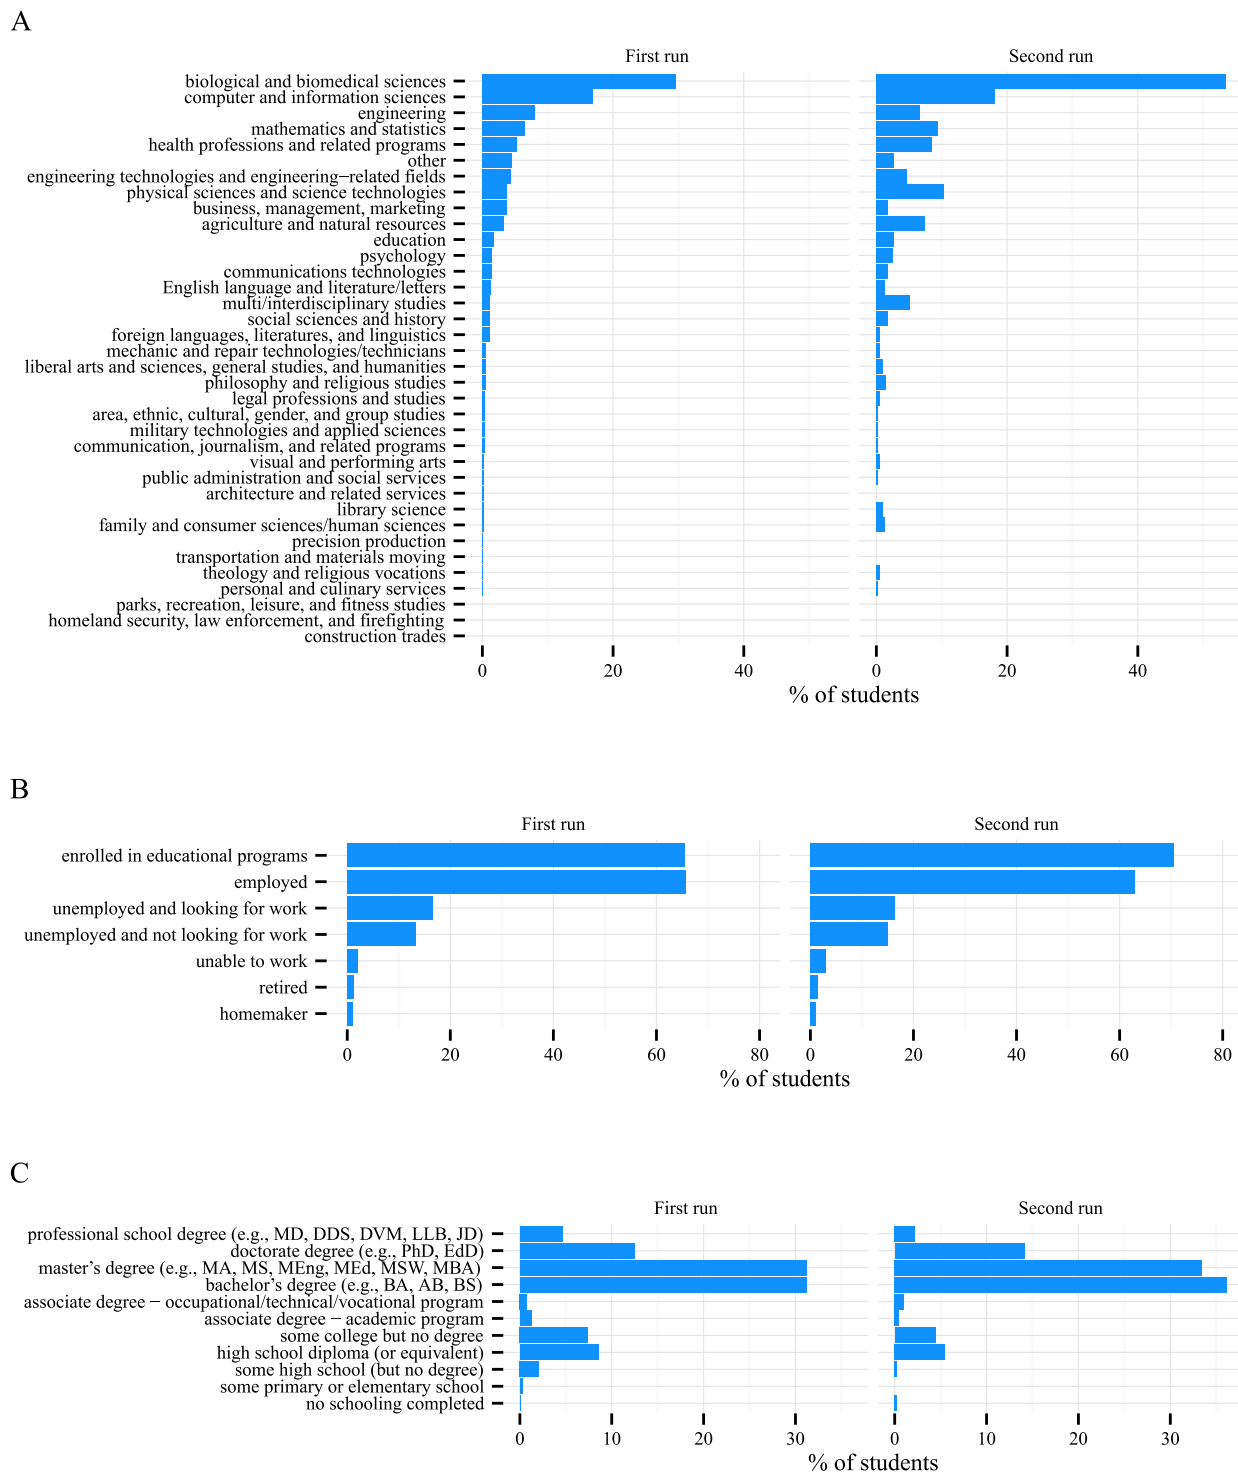 A
First run
Second run
biological and biomedical sciences
computer and information sciences
engineering
mathematics and statistics
health professions and related programs
other
engineering technologies and engineering−related fields
physical sciences and science technologies
business, management, marketing
agriculture and natural resources
education
psychology
communications technologies
English language and literature/letters
multi/interdisciplinary studies
social sciences and history
foreign languages, literatures, and linguistics
mechanic and repair technologies/technicians
liberal arts and sciences, general studies, and humanities
philosophy and religious studies
legal professions and studies
area, ethnic, cultural, gender, and group studies
military technologies and applied sciences
communication, journalism, and related programs
visual and performing arts
public administration and social services
architecture and related services
library science
family and consumer sciences/human sciences
precision production
transportation and materials moving
theology and religious vocations
personal and culinary services
parks, recreation, leisure, and fitness studies
homeland security, law enforcement, and firefighting
construction trades
0 20 40 0 20 40
% of students
B
First run
Second run
enrolled in educational programs
employed
unemployed and looking for work
unemployed and not looking for work
unable to work
retired
homemaker
0 20 40 60 80 0 20 40 60 80
% of students
C
First run
Second run
professional school degree (e.g., MD, DDS, DVM, LLB, JD)
doctorate degree (e.g., PhD, EdD)
master's degree (e.g., MA, MS, MEng, MEd, MSW, MBA)
bachelor's degree (e.g., BA, AB, BS)
associate degree − occupational/technical/vocational program
associate degree − academic program
some college but no degree
high school diploma (or equivalent)
some high school (but no degree)
some primary or elementary school
no schooling completed
0 10 20 30 0 10 20 30
% of students